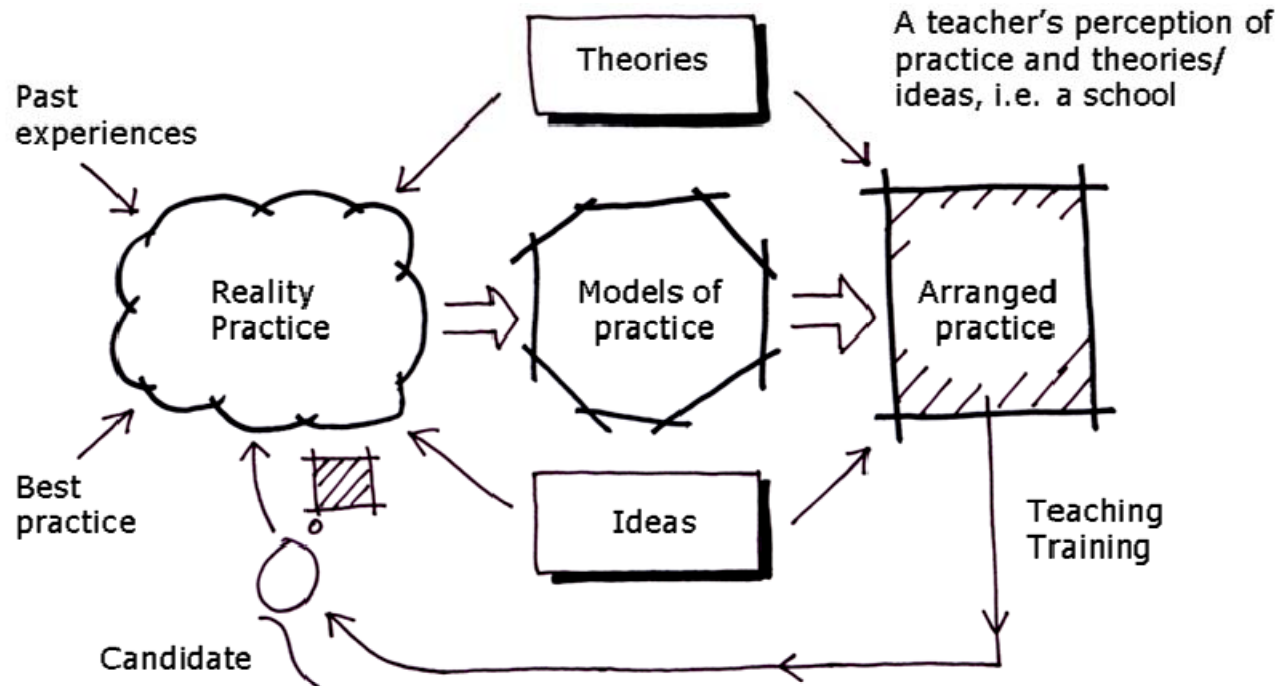 Theories
A teacher's perception of
practice and theories/
ideas, i.e. a school
Past
experiences
Reality
Practice
Models of
practice
Arranged
practice
Best
practice
Ideas
Teaching
Training
Candidate